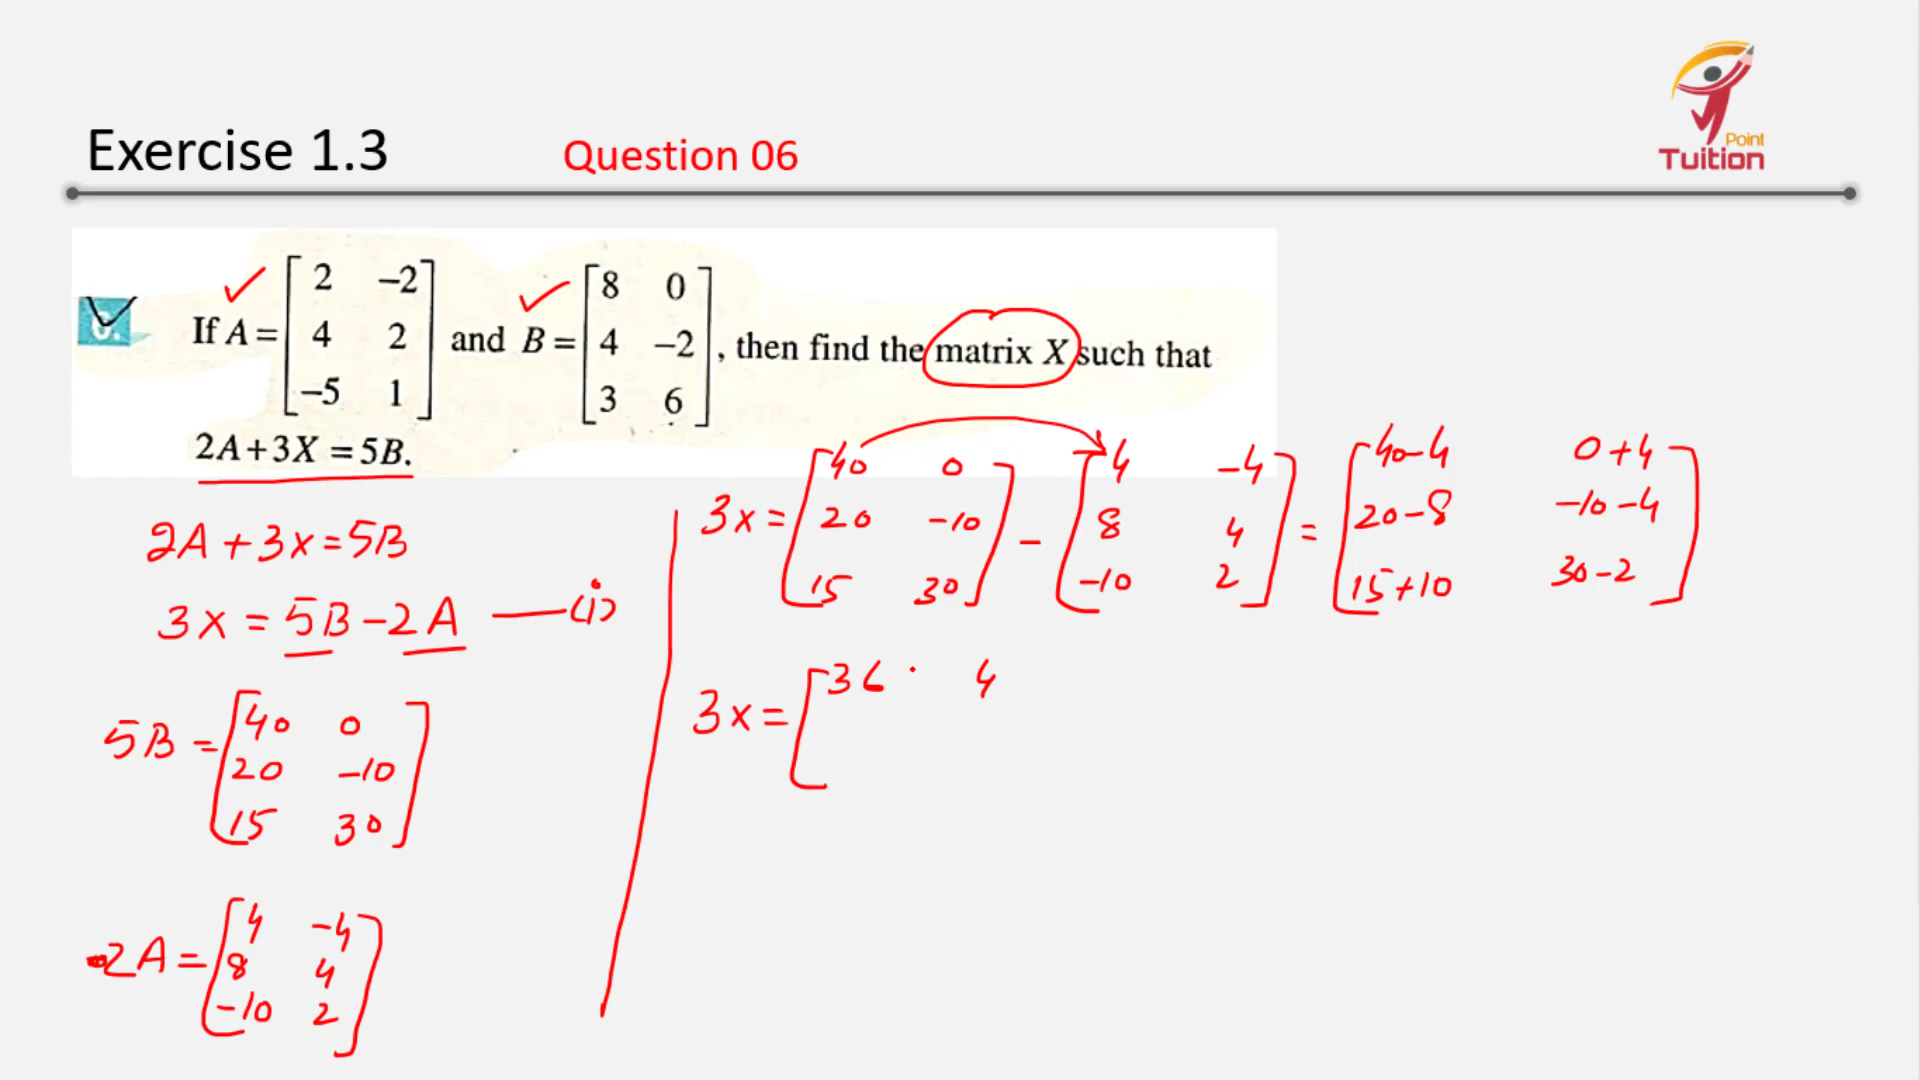 Point
Tuition
Exercise 1.3 Question 06
6. If A = [2 -2; 4 2; -5 1] and B = [8 0; 4 -2; 3 6], then find the matrix X such that
2A+3X = 5B.
2A + 3x = 5B
3x = 5B - 2A —(i)
5B = [40 0
20 -10
15 30]
2A = [4 -4
8 4
-10 2]
3x = [40 0; 20 -10; 15 30] - [4 -4; 8 4; -10 2] = [40-4 0+4; 20-8 -10-4; 15+10 30-2]
3x = [36 4